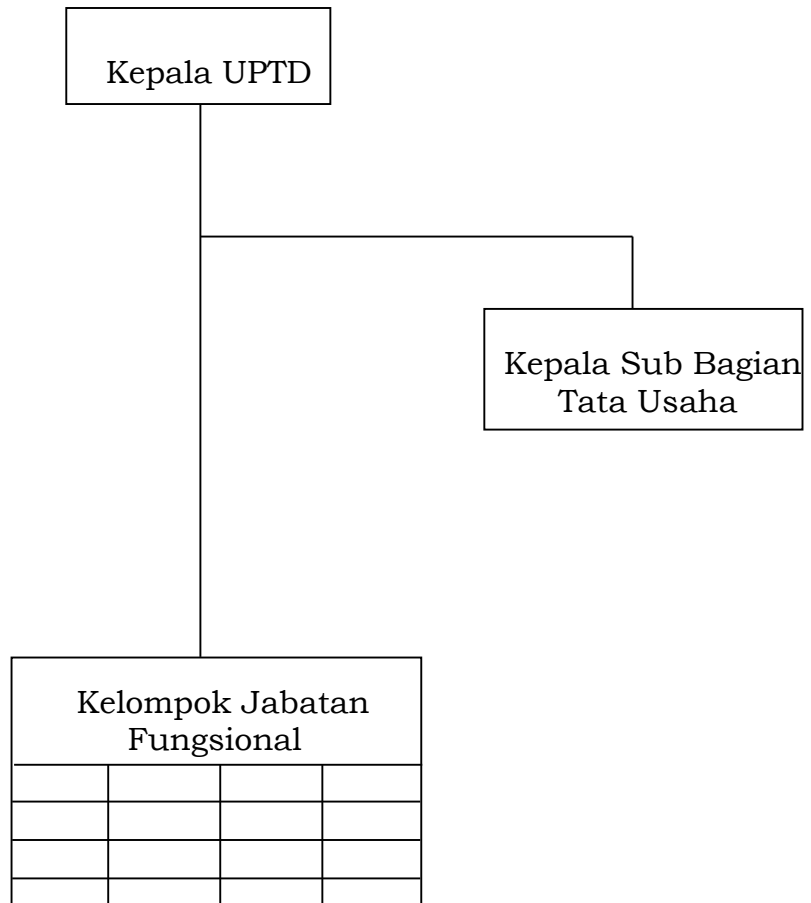 Kepala UPTD
Kepala Sub Bagian
Tata Usaha
Kelompok Jabatan
Fungsional